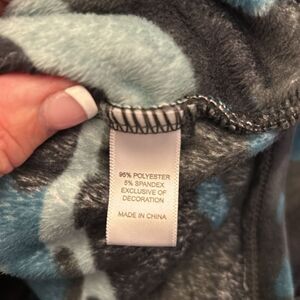 95% POLYESTER
5% SPANDEX
EXCLUSIVE OF
DECORATION
MADE IN CHINA